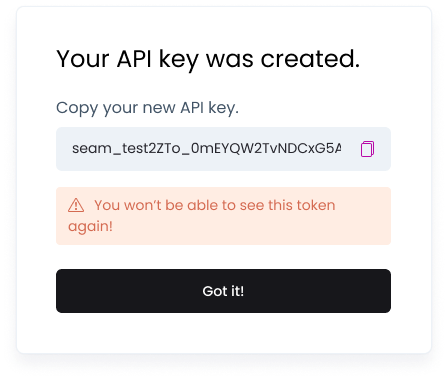 Your API key was created.
Copy your new API key.
seam_test2ZTo_0mEYQW2TvNDCxG5A
You won’t be able to see this token
again!
Got it!